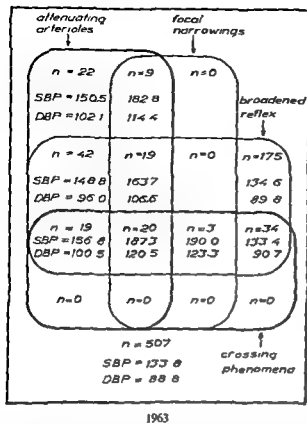 attenuating
arterioles
focal
narrowings
n=22 n=9 n=0
SBP=150.5 182.8
DBP=102.1 114.4
broadened
reflex
n=42 n=19 n=0 n=175
SBP=148.8 163.7 134.6
DBP=96.0 106.6 89.8
n=19 n=20 n=3 n=34
SBP=156.8 187.3 190.0 133.4
DBP=100.5 120.5 123.3 90.7
n=0 n=0 n=0 n=0
n=507
SBP=133.8
DBP=88.8
crossing
phenomena
1963